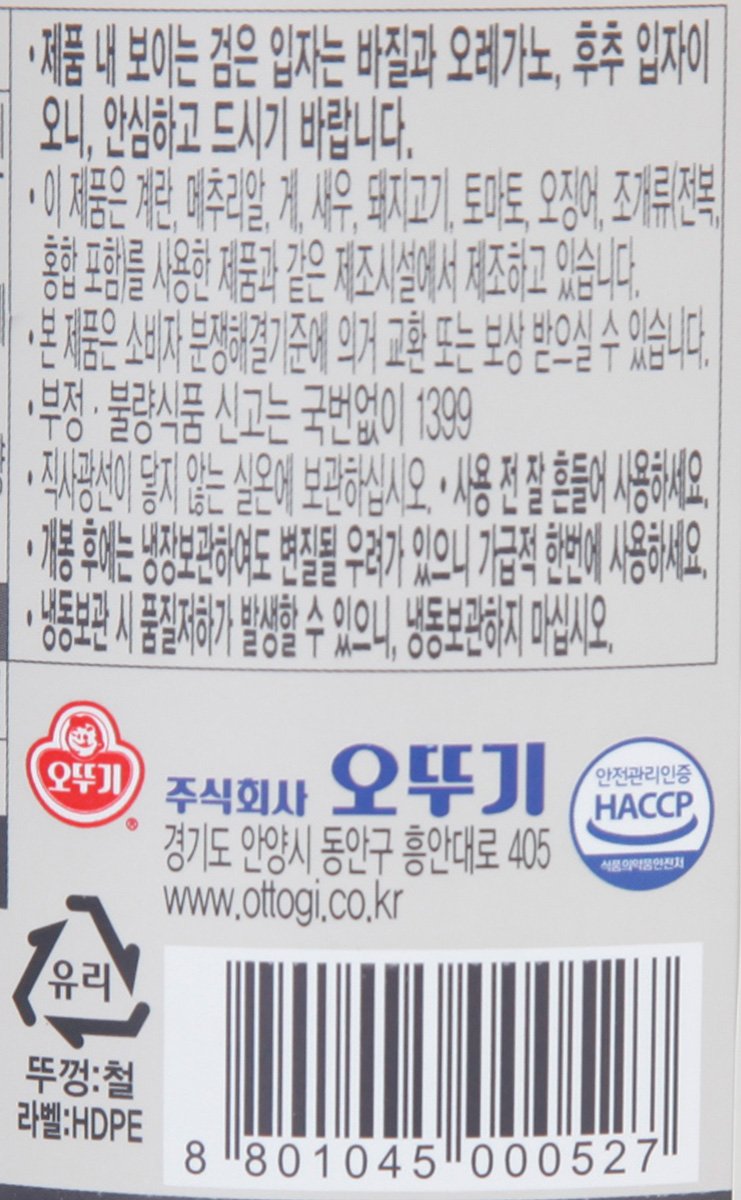 • 제품 내 보이는 검은 입자는 바질과 오레가노, 후추 입자이
오니, 안심하고 드시기 바랍니다.
• 이 제품은 계란, 메추리알, 게, 새우, 돼지고기, 토마토, 오징어, 조개류(전복,
홍합 포함)를 사용한 제품과 같은 제조시설에서 제조하고 있습니다.
• 본 제품은 소비자 분쟁해결기준에 의거 교환 또는 보상 받으실 수 있습니다.
• 부정 · 불량식품 신고는 국번없이 1399
• 직사광선이 닿지 않는 실온에 보관하십시오. • 사용 전 잘 흔들어 사용하세요.
• 개봉 후에는 냉장보관하여도 변질될 우려가 있으니 가급적 한번에 사용하세요.
• 냉동보관 시 품질저하가 발생할 수 있으니, 냉동보관하지 마십시오.
오뚜기
®
주식회사 오뚜기
경기도 안양시 동안구 흥안대로 405
www.ottogi.co.kr
안전관리인증
HACCP
식품의약품안전처
유리
뚜껑:철
라벨:HDPE
8 801045 000527